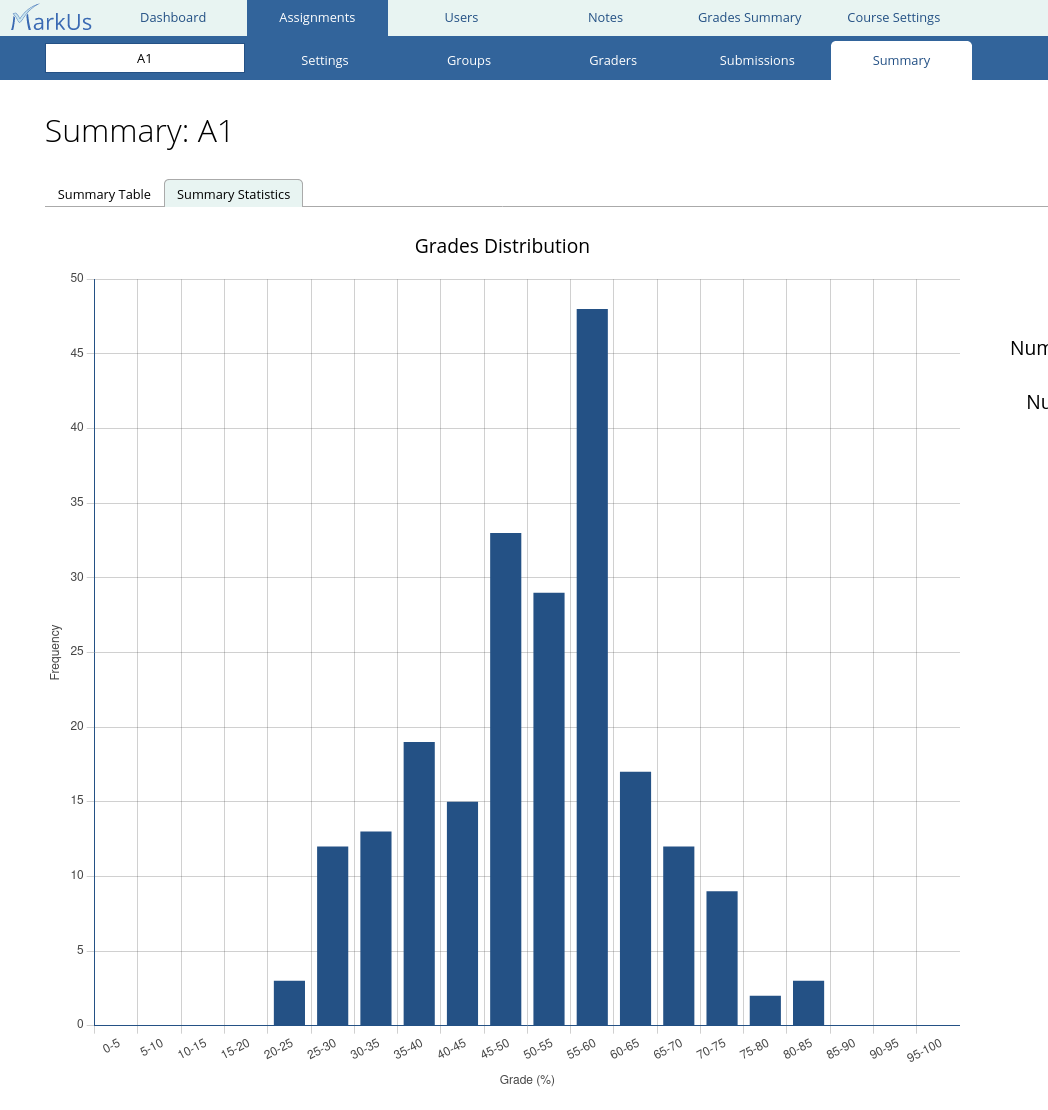 MarkUs
Dashboard Assignments Users Notes Grades Summary Course Settings
A1 Settings Groups Graders Submissions Summary
Summary: A1
Summary Table Summary Statistics
Grades Distribution
50
45
40
35
30
25
20
15
10
5
0
Frequency
0-5 5-10 10-15 15-20 20-25 25-30 30-35 35-40 40-45 45-50 50-55 55-60 60-65 65-70 70-75 75-80 80-85 85-90 90-95 95-100
Grade (%)
Num
Nu